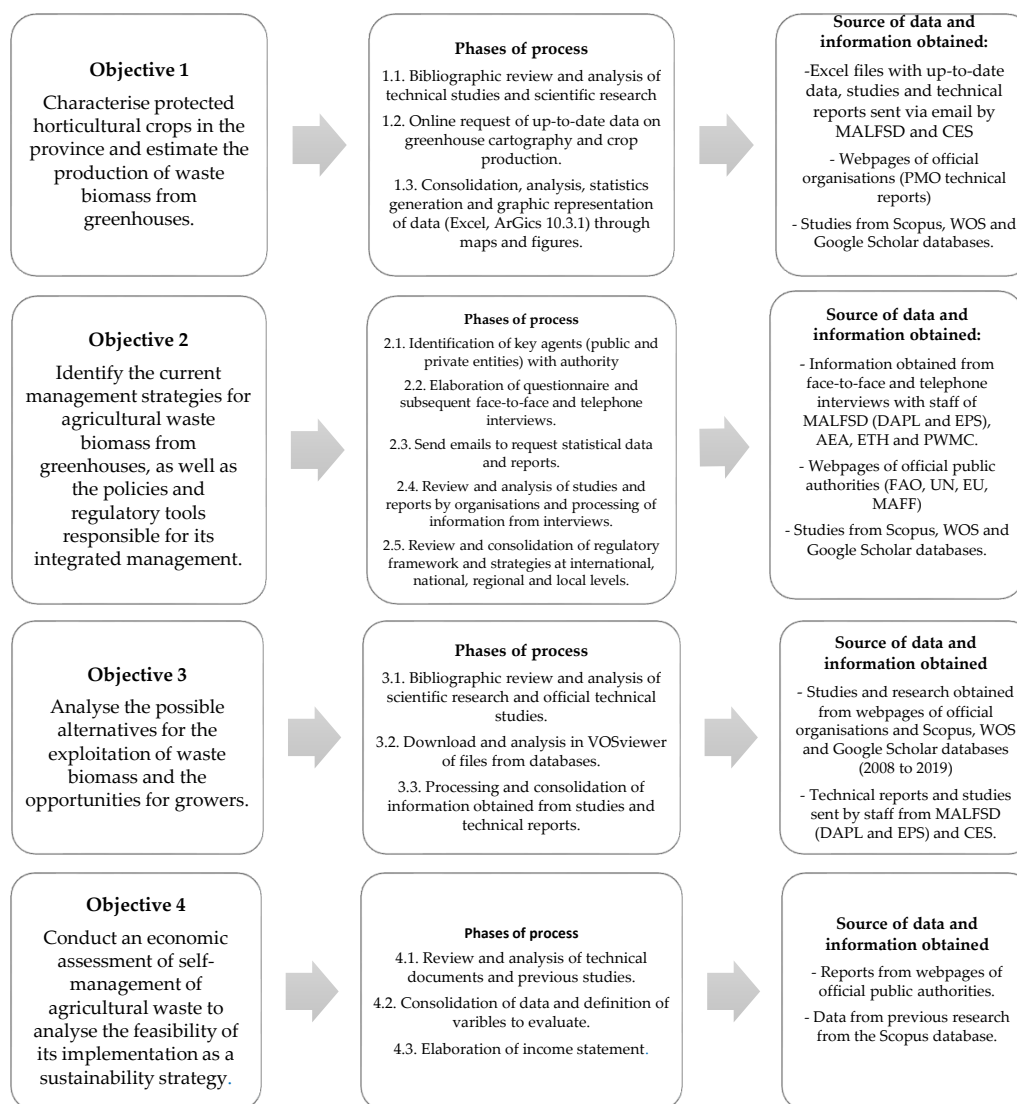 Objective 1
Characterise protected
horticultural crops in the
province and estimate the
production of waste
biomass from
greenhouses.
Phases of process
1.1. Bibliographic review and analysis of
technical studies and scientific research
1.2. Online request of up-to-date data on
greenhouse cartography and crop
production.
1.3. Consolidation, analysis, statistics
generation and graphic representation
of data (Excel, ArGics 10.3.1) through
maps and figures.
Source of data and
information obtained:
-Excel files with up-to-date
data, studies and technical
reports sent via email by
MALFSD and CES
- Webpages of official
organisations (PMO technical
reports)
- Studies from Scopus, WOS and
Google Scholar databases.
Objective 2
Identify the current
management strategies for
agricultural waste
biomass from
greenhouses, as well as
the policies and
regulatory tools
responsible for its
integrated management.
Phases of process
2.1. Identification of key agents (public and
private entities) with authority
2.2. Elaboration of questionnaire and
subsequent face-to-face and telephone
interviews.
2.3. Send emails to request statistical data
and reports.
2.4. Review and analysis of studies and
reports by organisations and processing of
information from interviews.
2.5. Review and consolidation of regulatory
framework and strategies at international,
national, regional and local levels.
Source of data and
information obtained:
- Information obtained from
face-to-face and telephone
interviews with staff of
MALFSD (DAPL and EPS),
AEA, ETH and PWMC.
- Webpages of official public
authorities (FAO, UN, EU,
MAFF)
- Studies from Scopus, WOS and
Google Scholar databases.
Objective 3
Analyse the possible
alternatives for the
exploitation of waste
biomass and the
opportunities for growers.
Phases of process
3.1. Bibliographic review and analysis of
scientific research and official technical
studies.
3.2. Download and analysis in VOSviewer
of files from databases.
3.3. Processing and consolidation of
information obtained from studies and
technical reports.
Source of data and
information obtained
- Studies and research obtained
from webpages of official
organisations and Scopus, WOS
and Google Scholar databases
(2008 to 2019)
- Technical reports and studies
sent by staff from MALFSD
(DAPL and EPS) and CES.
Objective 4
Conduct an economic
assessment of self-
management of
agricultural waste to
analyse the feasibility of
its implementation as a
sustainability strategy.
Phases of process
4.1. Review and analysis of technical
documents and previous studies.
4.2. Consolidation of data and definition of
varibles to evaluate.
4.3. Elaboration of income statement.
Source of data and
information obtained
- Reports from webpages of
official public authorities.
- Data from previous research
from the Scopus database.